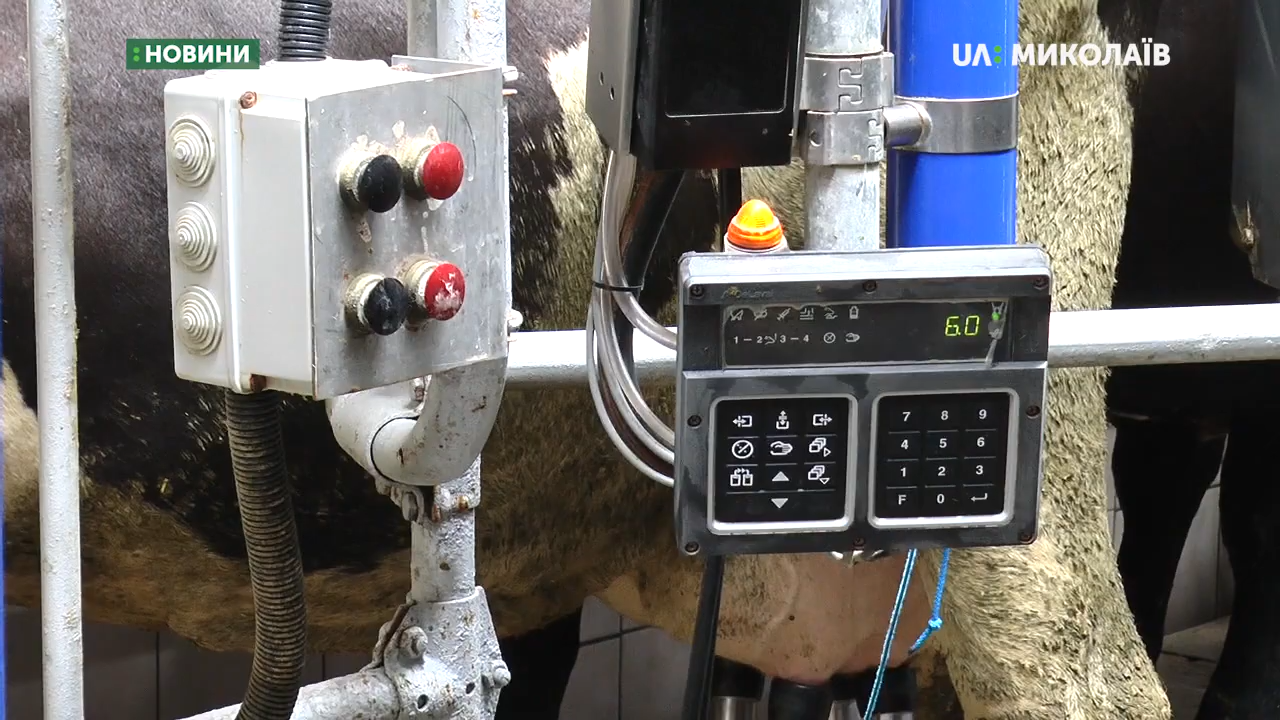 :НОВИНИ
UA: МИКОЛАЇВ
6.0
1 – 2 3 – 4
7 8 9
4 5 6
1 2 3
F 0